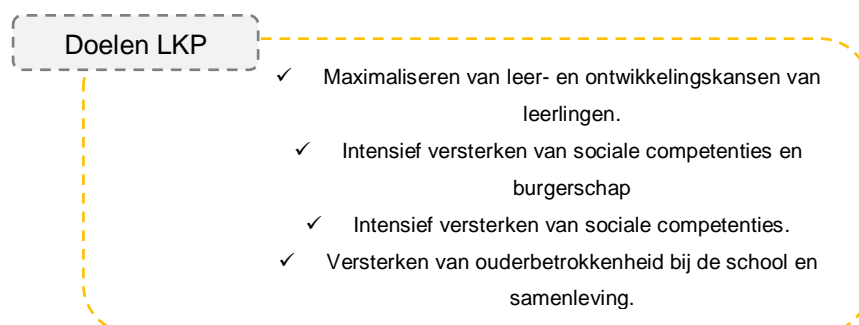 Doelen LKP
✓ Maximaliseren van leer- en ontwikkelingskansen van
leerlingen.
✓ Intensief versterken van sociale competenties en
burgerschap
✓ Intensief versterken van sociale competenties.
✓ Versterken van ouderbetrokkenheid bij de school en
samenleving.